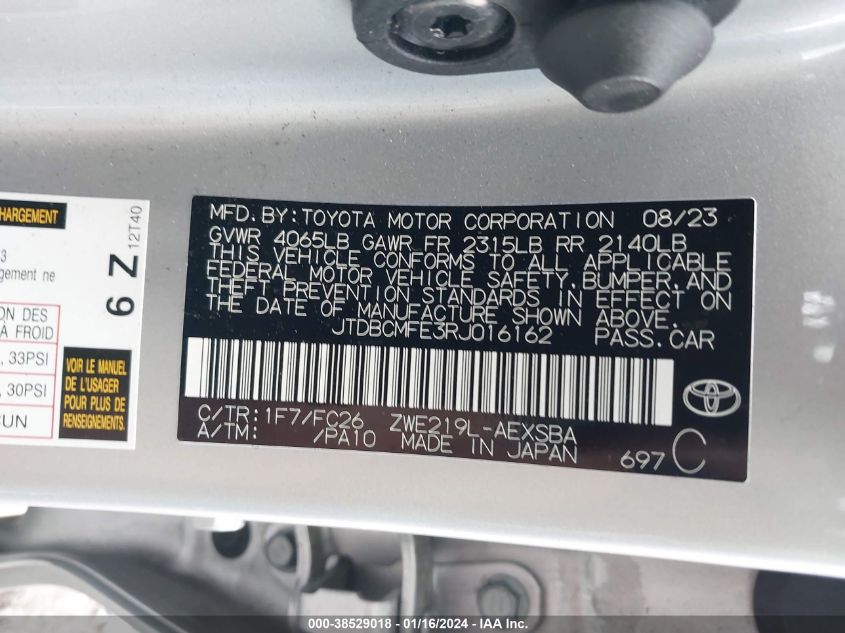 CHARGEMENT
gement ne
ON DES
À FROID
, 33PSI
, 30PSI
6 Z 12T40
VOIR LE MANUEL
DE L'USAGER
POUR PLUS DE
RENSEIGNEMENTS.
MFD.BY:TOYOTA MOTOR CORPORATION 08/23
GVWR 4065LB GAWR FR 2315LB RR 2140LB
THIS VEHICLE CONFORMS TO ALL APPLICABLE
FEDERAL MOTOR VEHICLE SAFETY,BUMPER,AND
THEFT PREVENTION STANDARDS IN EFFECT ON
THE DATE OF MANUFACTURE SHOWN ABOVE.
JTDBCMFE3RJ016162 PASS.CAR
C/TR:1F7/FC26 ZWE219L-AEXSBA
A/TM: /PA10 MADE IN JAPAN 697 C
000-38529018 - 01/16/2024 - IAA Inc.